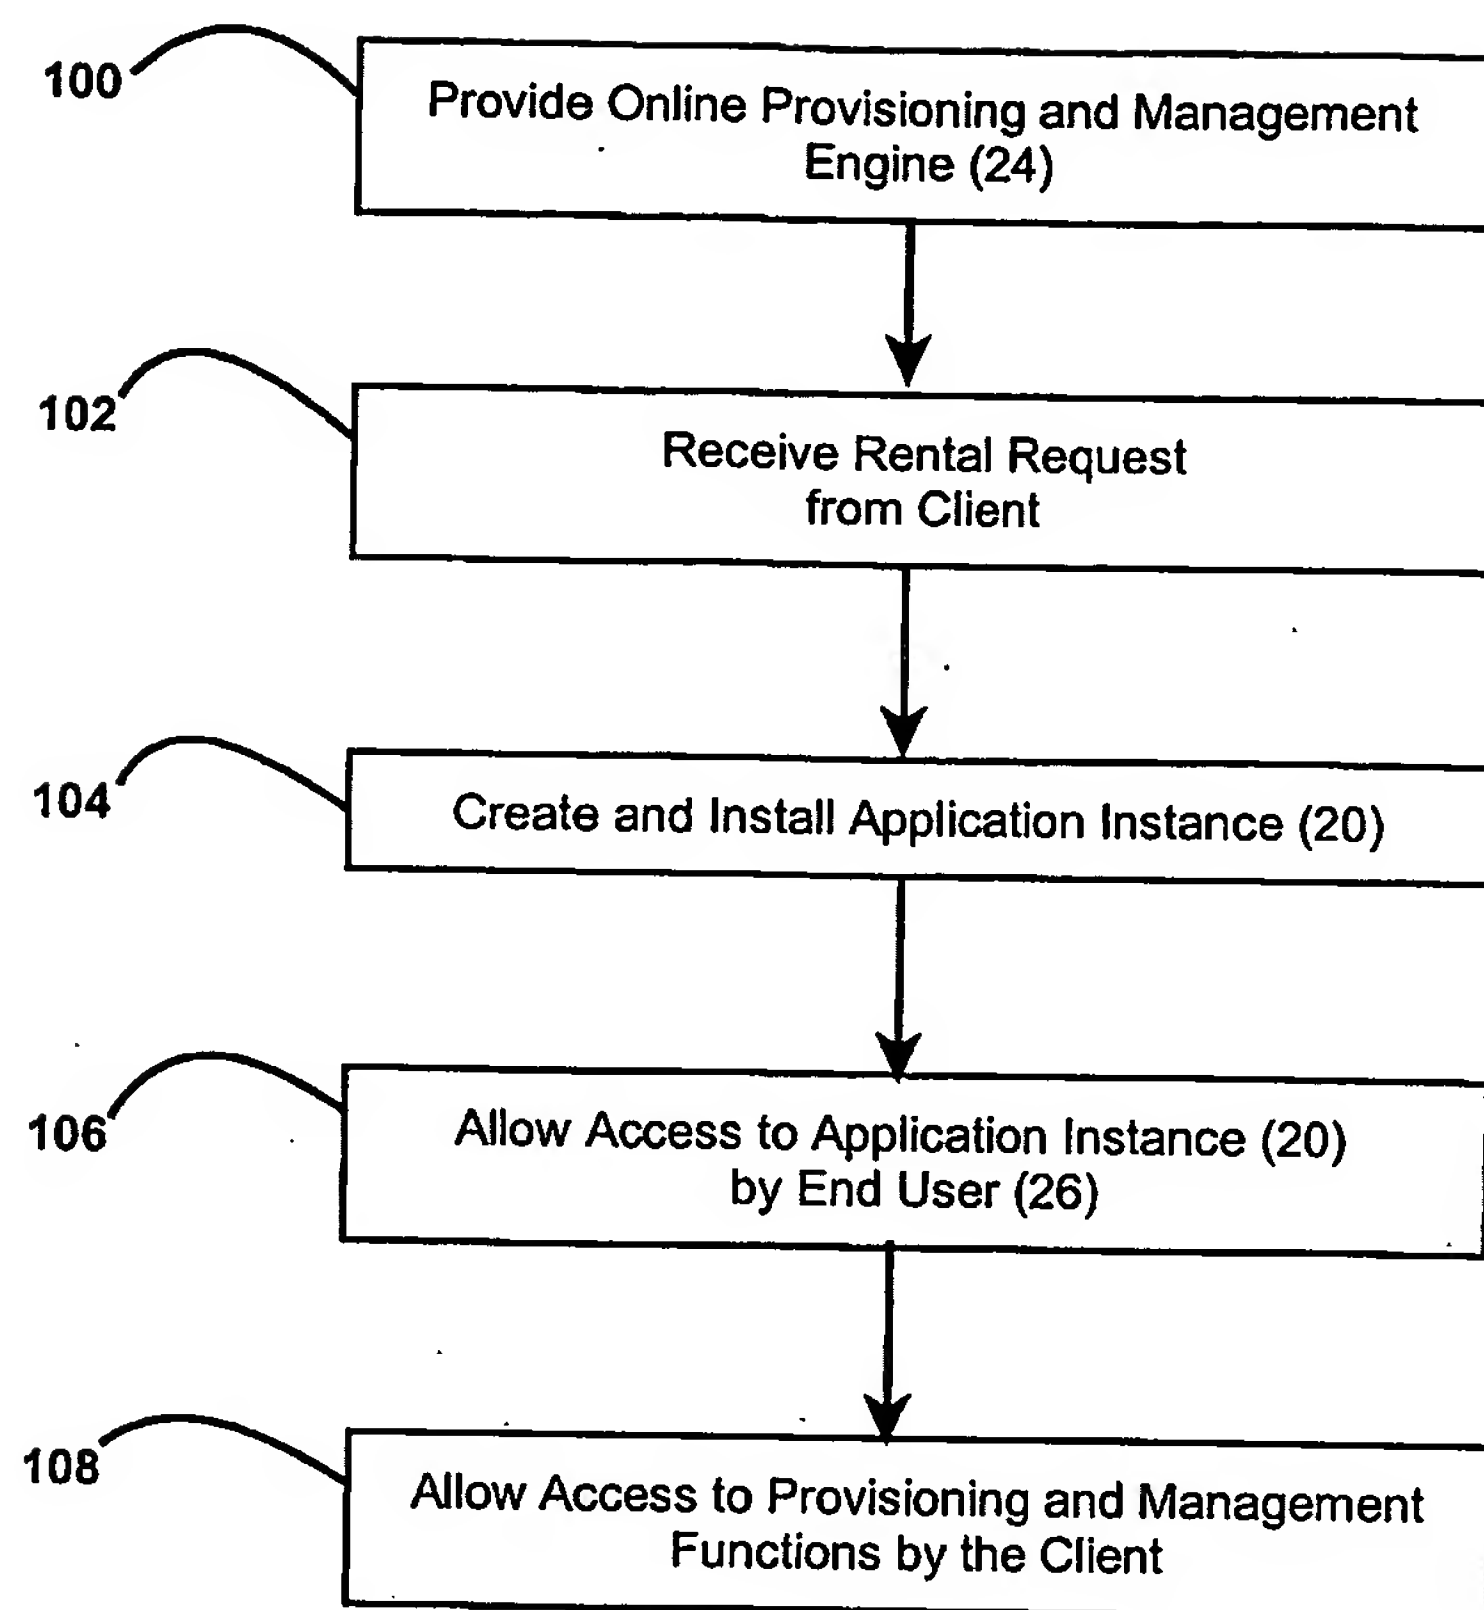 100
Provide Online Provisioning and Management
Engine (24)
102
Receive Rental Request
from Client
104
Create and Install Application Instance (20)
106
Allow Access to Application Instance (20)
by End User (26)
108
Allow Access to Provisioning and Management
Functions by the Client